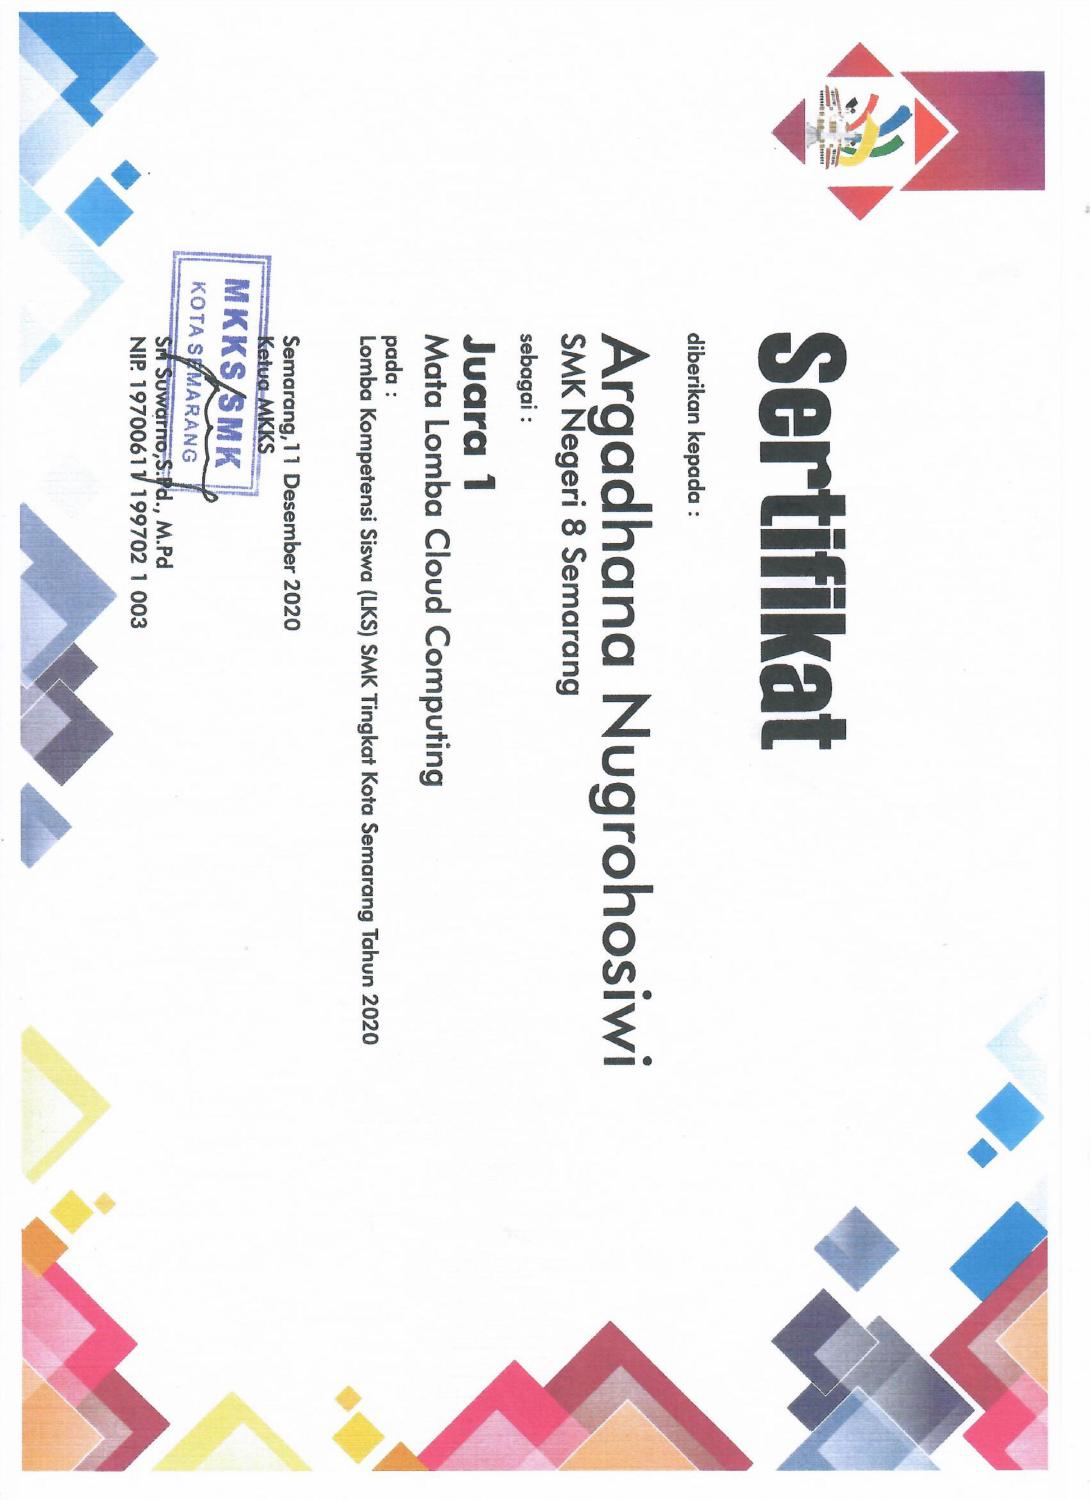 Sertifikat
diberikan kepada :
Argadhana Nugrohosiwi
SMK Negeri 8 Semarang
sebagai :
Juara 1
Mata Lomba Cloud Computing
pada :
Lomba Kompetensi Siswa (LKS) SMK Tingkat Kota Semarang Tahun 2020
Semarang,11 Desember 2020
Ketua MKKS
MKKS SMK
KOTA SEMARANG
Sri Suwarno,S.Pd., M.Pd
NIP. 19700611 199702 1 003